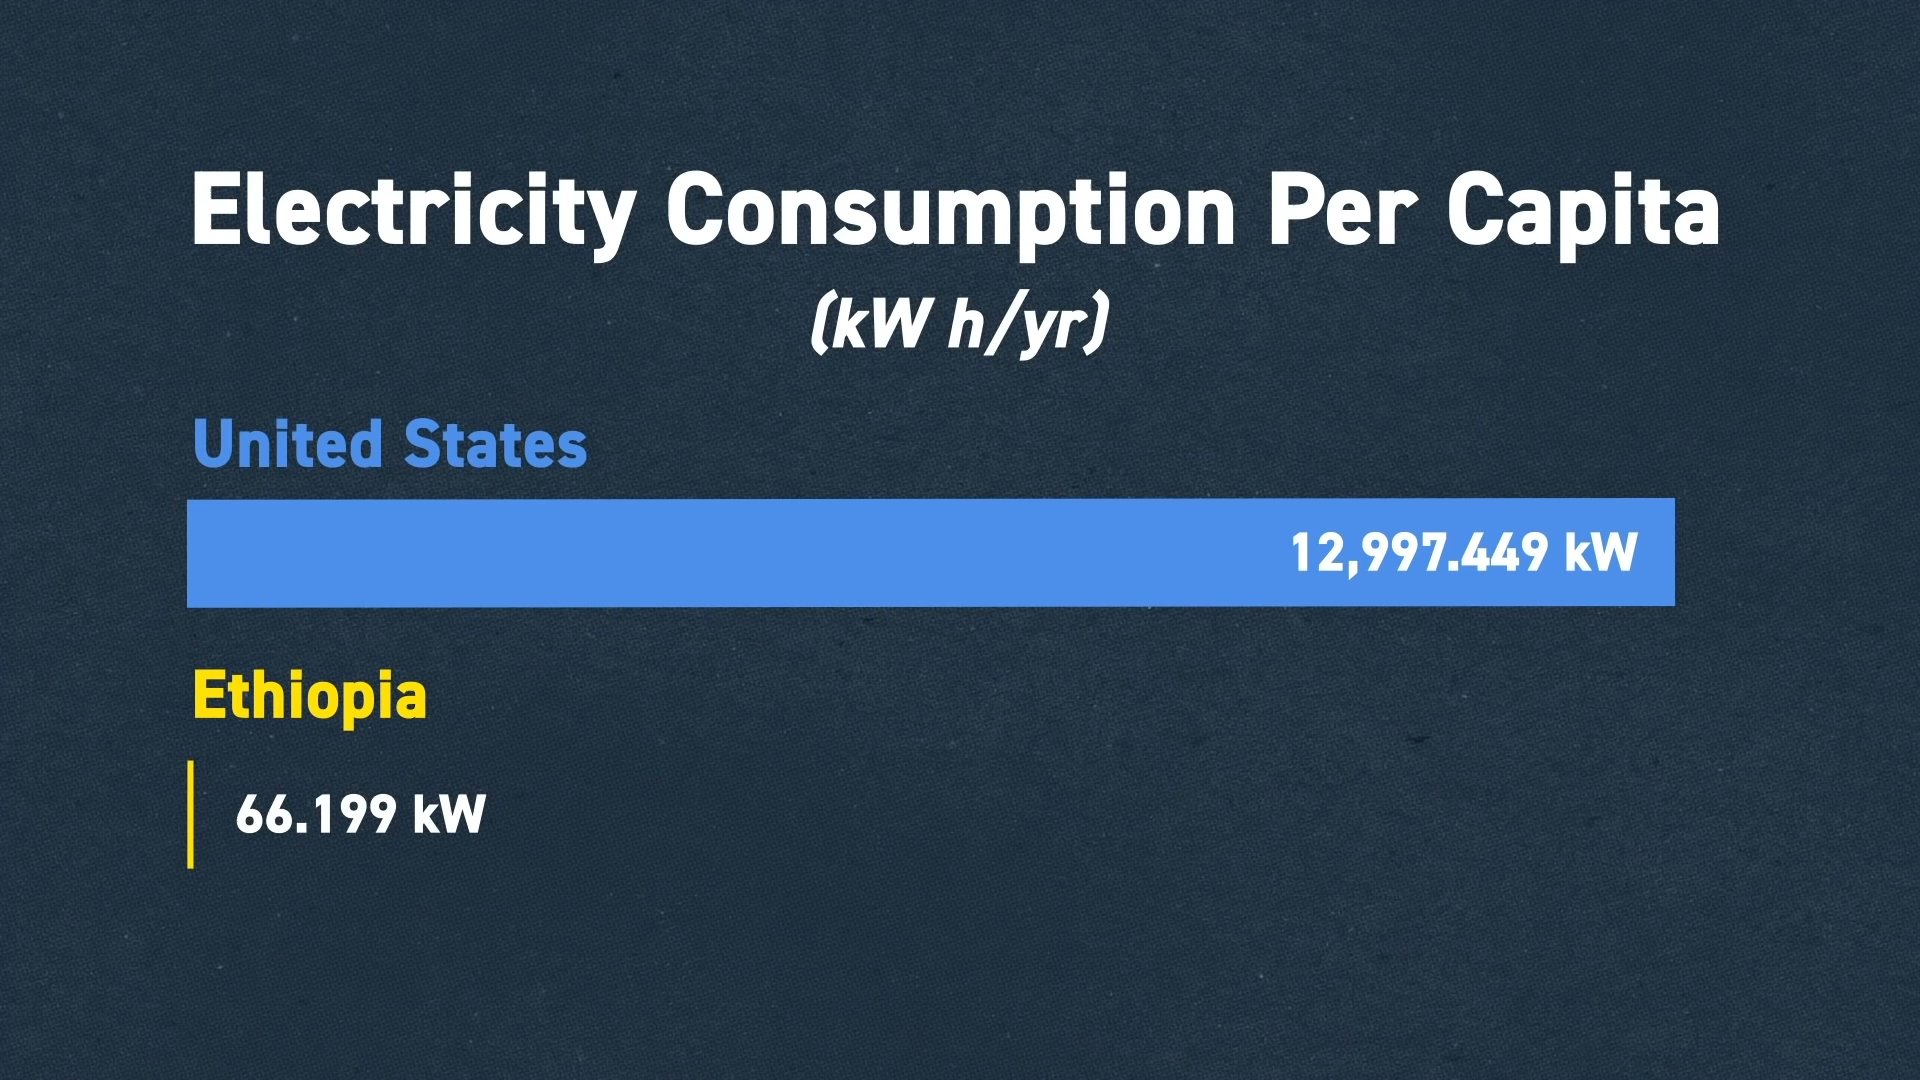 Electricity Consumption Per Capita
(kW h/yr)
United States
12,997.449 kW
Ethiopia
66.199 kW